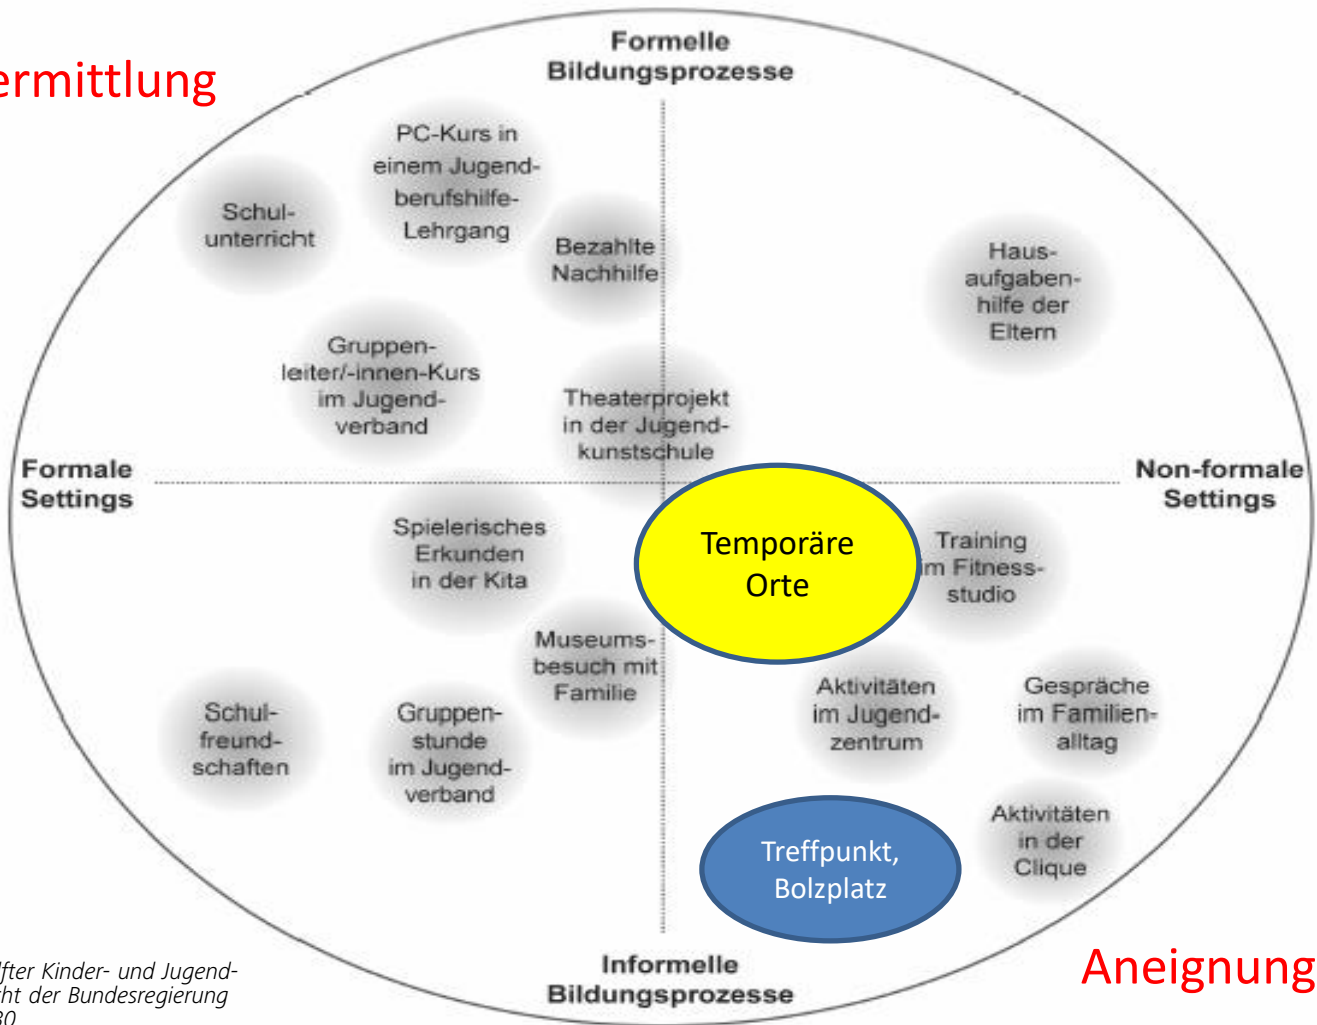 Formelle
Bildungsprozesse
ermittlung
PC-Kurs in
einem Jugend-
berufshilfe-
Lehrgang
Schul-
unterricht
Bezahlte
Nachhilfe
Haus-
aufgaben-
hilfe der
Eltern
Gruppen-
leiter/-innen-Kurs
im Jugend-
verband
Theaterprojekt
in der Jugend-
kunstschule
Formale
Settings
Non-formale
Settings
Spielerisches
Erkunden
in der Kita
Temporäre
Orte
Training
im Fitness-
studio
Museums-
besuch mit
Familie
Schul-
freund-
schaften
Gruppen-
stunde
im Jugend-
verband
Aktivitäten
im Jugend-
zentrum
Gespräche
im Familien-
alltag
Treffpunkt,
Bolzplatz
Aktivitäten
in der
Clique
Informelle
Bildungsprozesse
Aneignung
lfter Kinder- und Jugend-
cht der Bundesregierung
30